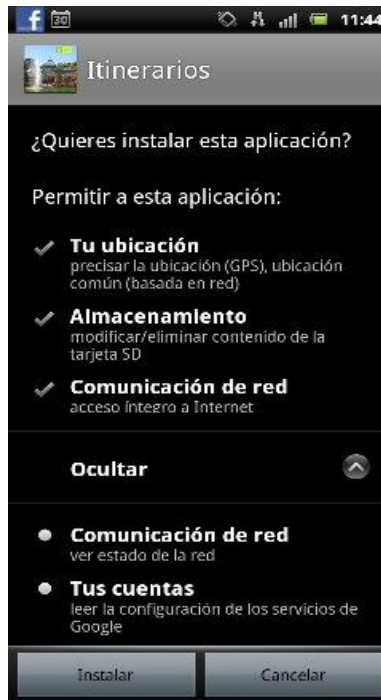 f 30 11:44
Itinerarios
¿Quieres instalar esta aplicación?
Permitir a esta aplicación:
Tu ubicación
precisar la ubicación (GPS), ubicación
común (basada en red)
Almacenamiento
modificar/eliminar contenido de la
tarjeta SD
Comunicación de red
acceso íntegro a Internet
Ocultar
Comunicación de red
ver estado de la red
Tus cuentas
leer la configuración de los servicios de
Google
Instalar Cancelar